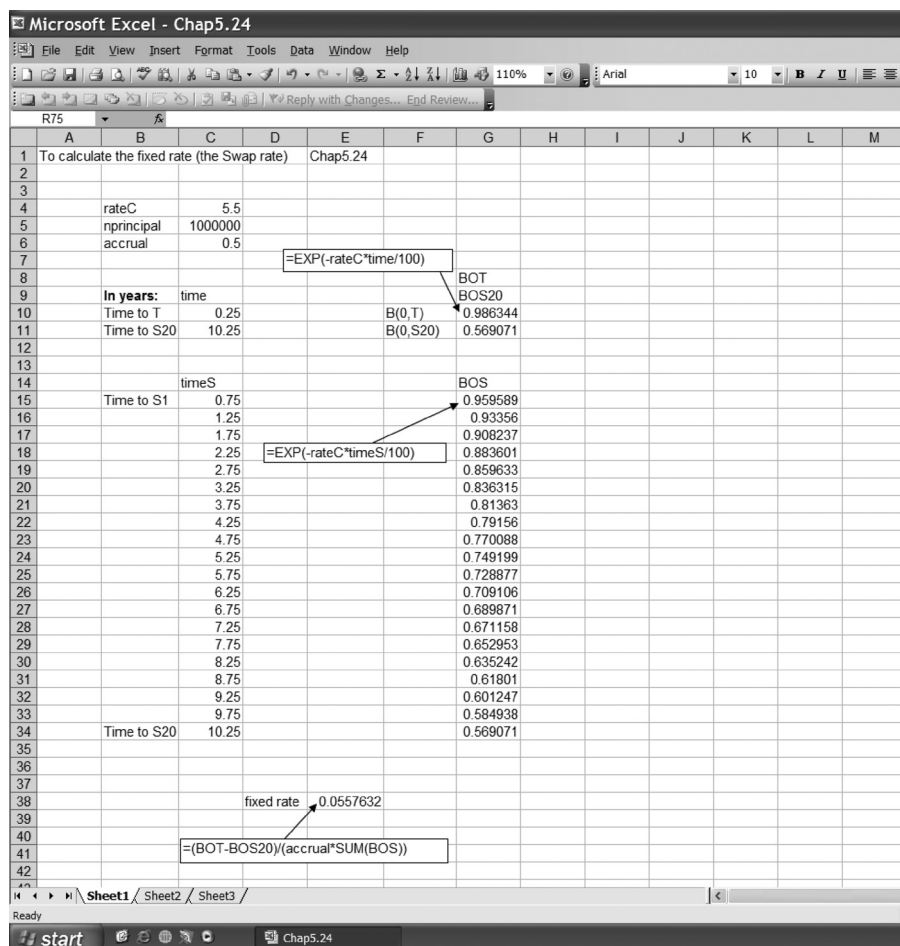 Microsoft Excel - Chap5.24
File Edit View Insert Format Tools Data Window Help
110% Arial 10 B I U
Reply with Changes... End Review...
R75 fx
A B C D E F G H I J K L M
1 To calculate the fixed rate (the Swap rate) Chap5.24
2
3
4 rateC 5.5
5 nprincipal 1000000
6 accrual 0.5
7 =EXP(-rateC*time/100)
8 BOT
9 In years: time BOS20
10 Time to T 0.25 B(0,T) 0.986344
11 Time to S20 10.25 B(0,S20) 0.569071
12
13
14 timeS BOS
15 Time to S1 0.75 0.959589
16 1.25 0.93356
17 1.75 0.908237
18 2.25 =EXP(-rateC*timeS/100) 0.883601
19 2.75 0.859633
20 3.25 0.836315
21 3.75 0.81363
22 4.25 0.79156
23 4.75 0.770088
24 5.25 0.749199
25 5.75 0.728877
26 6.25 0.709106
27 6.75 0.689871
28 7.25 0.671158
29 7.75 0.652953
30 8.25 0.635242
31 8.75 0.61801
32 9.25 0.601247
33 9.75 0.584938
34 Time to S20 10.25 0.569071
35
36
37
38 fixed rate 0.0557632
39
40
41 =(BOT-BOS20)/(accrual*SUM(BOS))
42
Sheet1 Sheet2 Sheet3
Ready
start Chap5.24